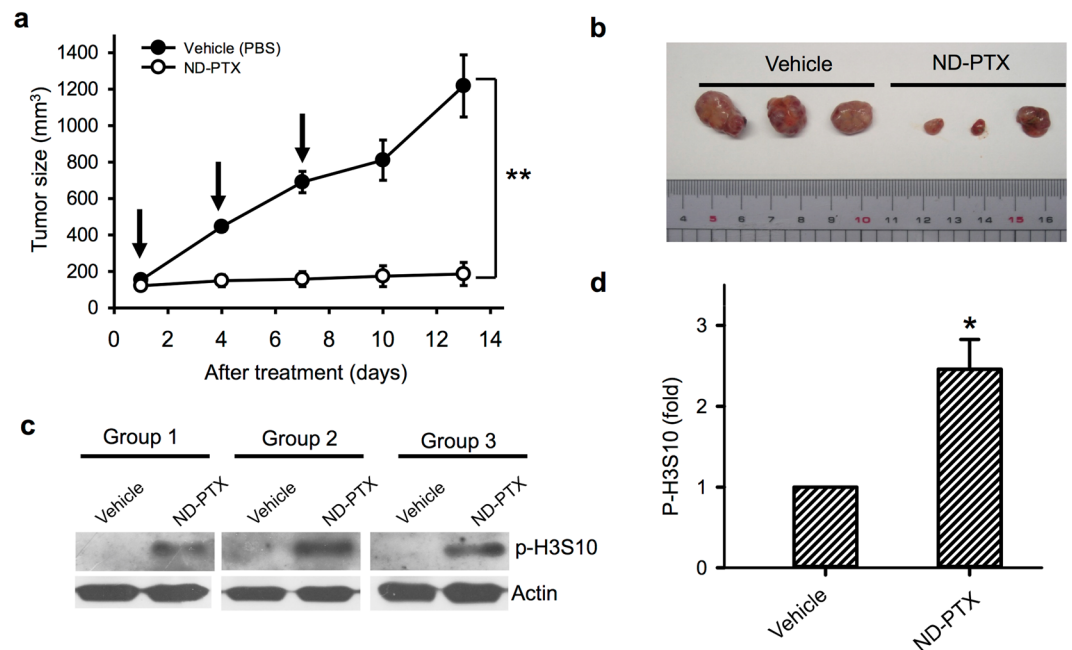 a
1400
1200
1000
800
600
400
200
0
Tumor size (mm³)
Vehicle (PBS)
ND-PTX
**
0 2 4 6 8 10 12 14
After treatment (days)
b
Vehicle ND-PTX
4 5 6 7 8 9 10 11 12 13 14 15 16
c
Group 1 Group 2 Group 3
Vehicle ND-PTX Vehicle ND-PTX Vehicle ND-PTX
p-H3S10
Actin
d
3
2
1
0
P-H3S10 (fold)
*
Vehicle ND-PTX